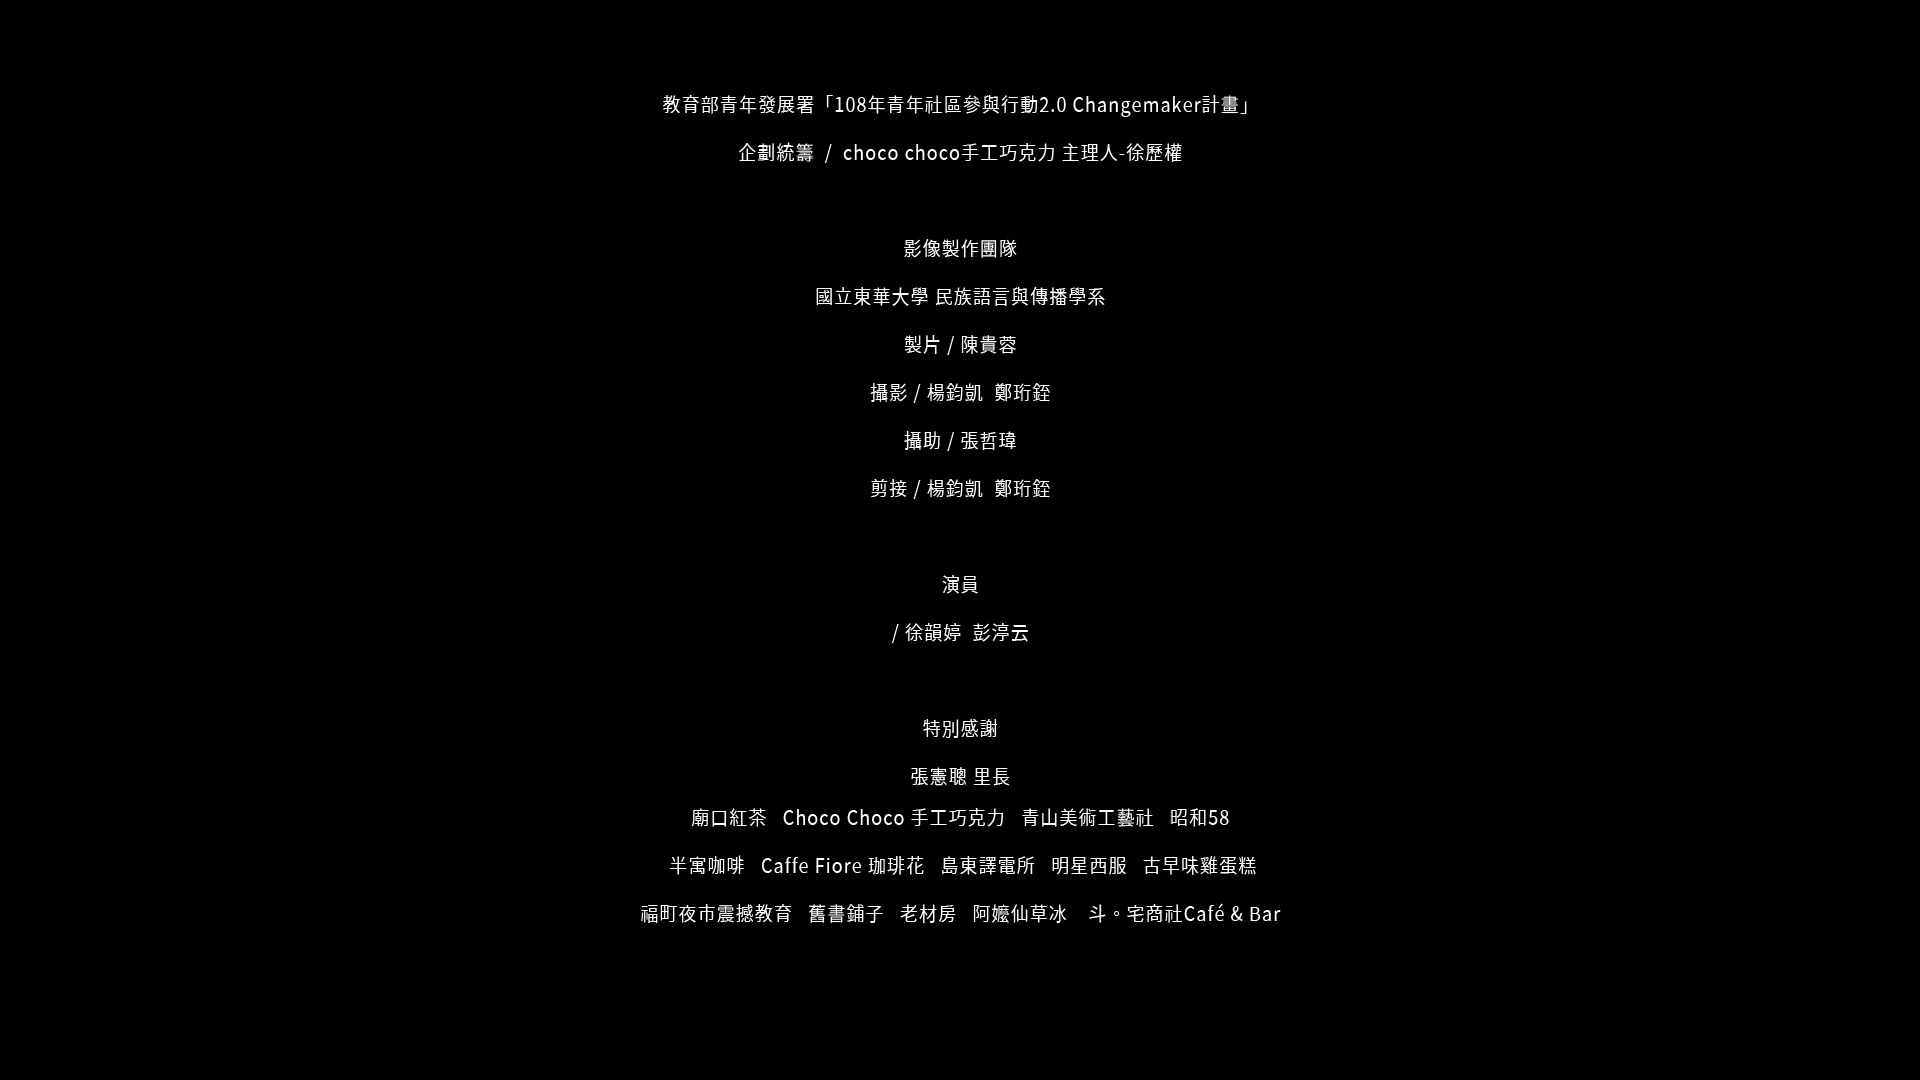 教育部青年發展署「108年青年社區參與行動2.0 Changemaker計畫」
企劃統籌 / choco choco手工巧克力 主理人-徐歷權
影像製作團隊
國立東華大學 民族語言與傳播學系
製片 / 陳貴蓉
攝影 / 楊鈞凱 鄭珩銍
攝助 / 張哲瑋
剪接 / 楊鈞凱 鄭珩銍
演員
/ 徐韻婷 彭渟云
特別感謝
張憲聰 里長
廟口紅茶 Choco Choco 手工巧克力 青山美術工藝社 昭和58
半寓咖啡 Caffe Fiore 珈琲花 島東譯電所 明星西服 古早味雞蛋糕
福町夜市震撼教育 舊書鋪子 老材房 阿嬤仙草冰 斗。宅商社Café & Bar